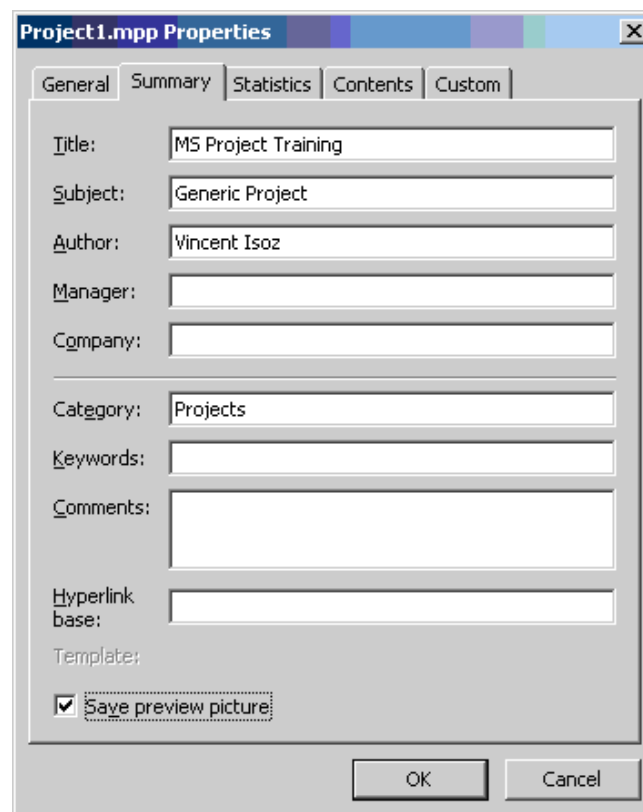 Project1.mpp Properties
General Summary Statistics Contents Custom
Title: MS Project Training
Subject: Generic Project
Author: Vincent Isoz
Manager:
Company:
Category: Projects
Keywords:
Comments:
Hyperlink
base:
Template:
Save preview picture
OK Cancel